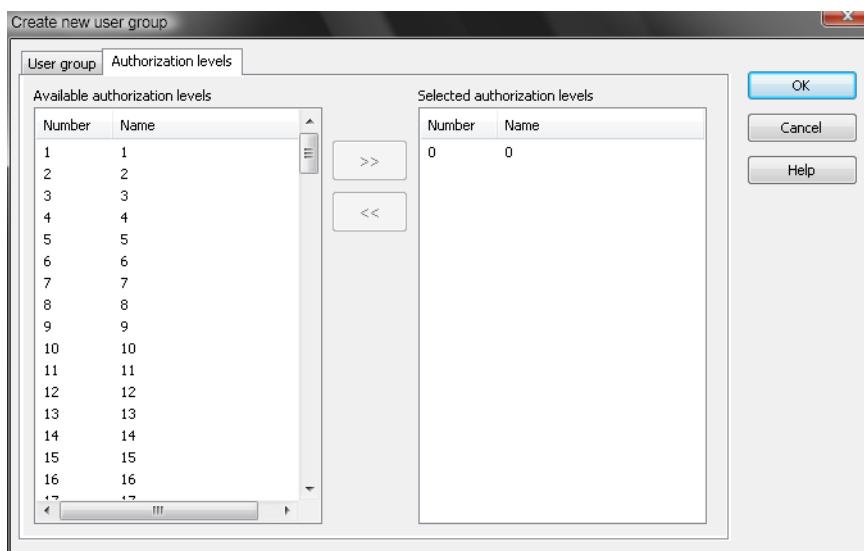 Create new user group
User group Authorization levels
Available authorization levels
Number Name
1 1
2 2
3 3
4 4
5 5
6 6
7 7
8 8
9 9
10 10
11 11
12 12
13 13
14 14
15 15
16 16
17 17
>>
<<
Selected authorization levels
Number Name
0 0
OK
Cancel
Help